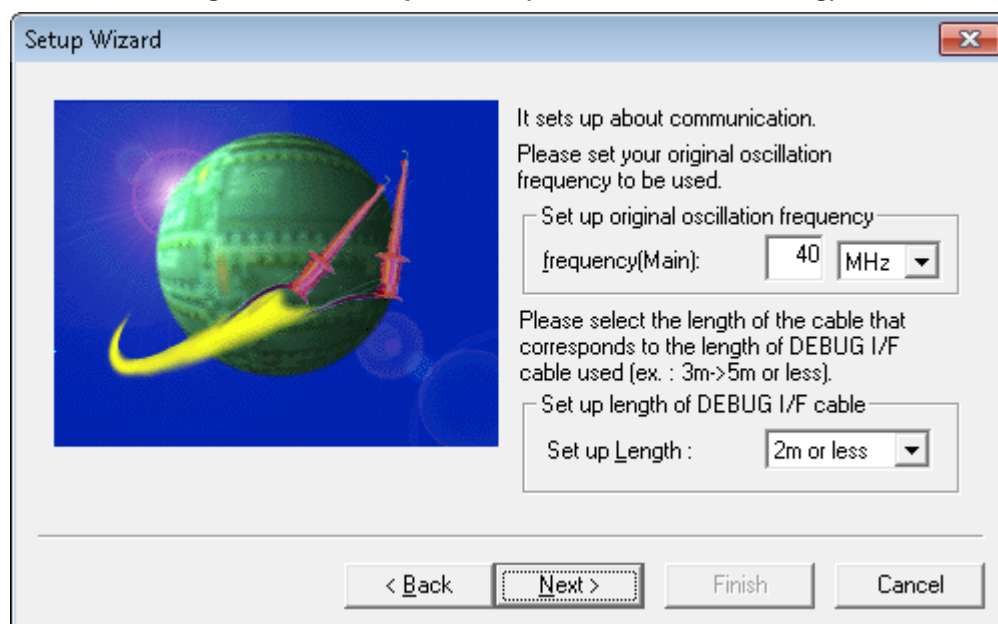 Setup Wizard
It sets up about communication.
Please set your original oscillation
frequency to be used.
Set up original oscillation frequency
frequency(Main):
40
MHz
Please select the length of the cable that
corresponds to the length of DEBUG I/F
cable used (ex. : 3m->5m or less).
Set up length of DEBUG I/F cable
Set up Length :
2m or less
< Back
Next >
Finish
Cancel